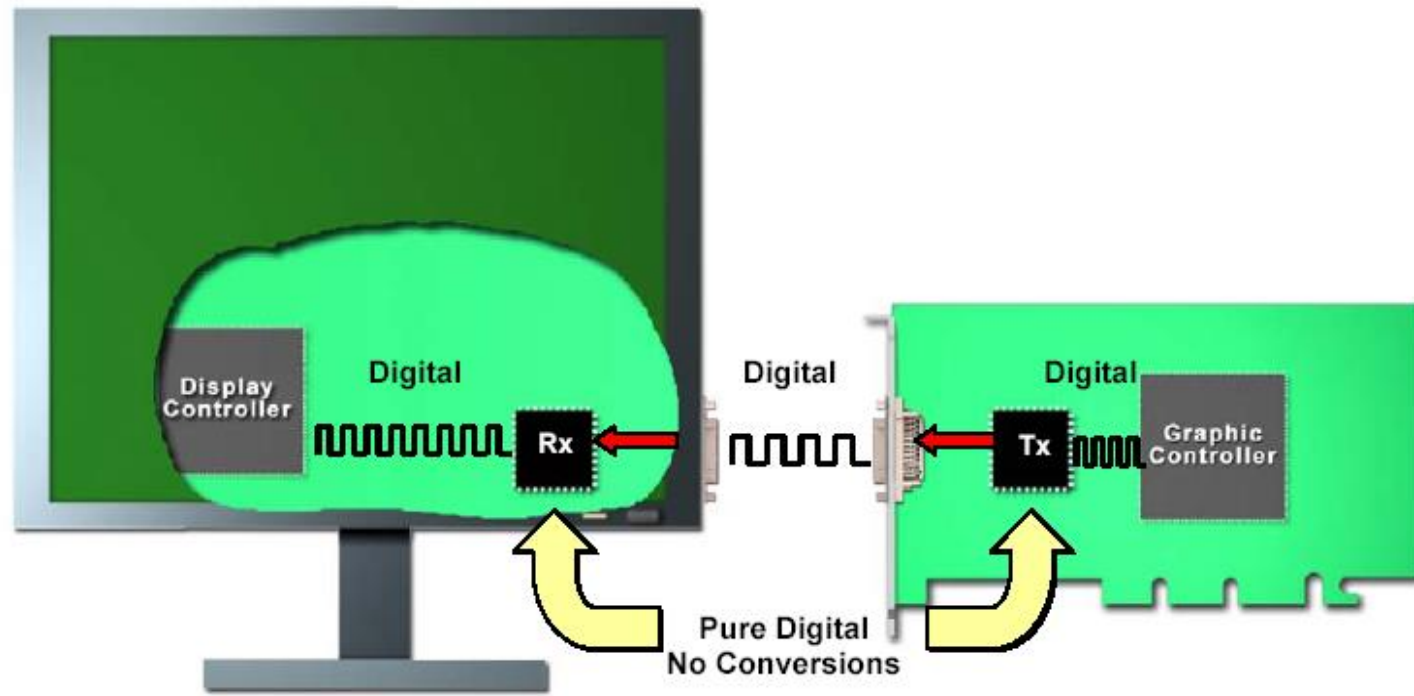 Digital
Digital
Digital
Display
Controller
Rx
Tx
Graphic
Controller
Pure Digital
No Conversions